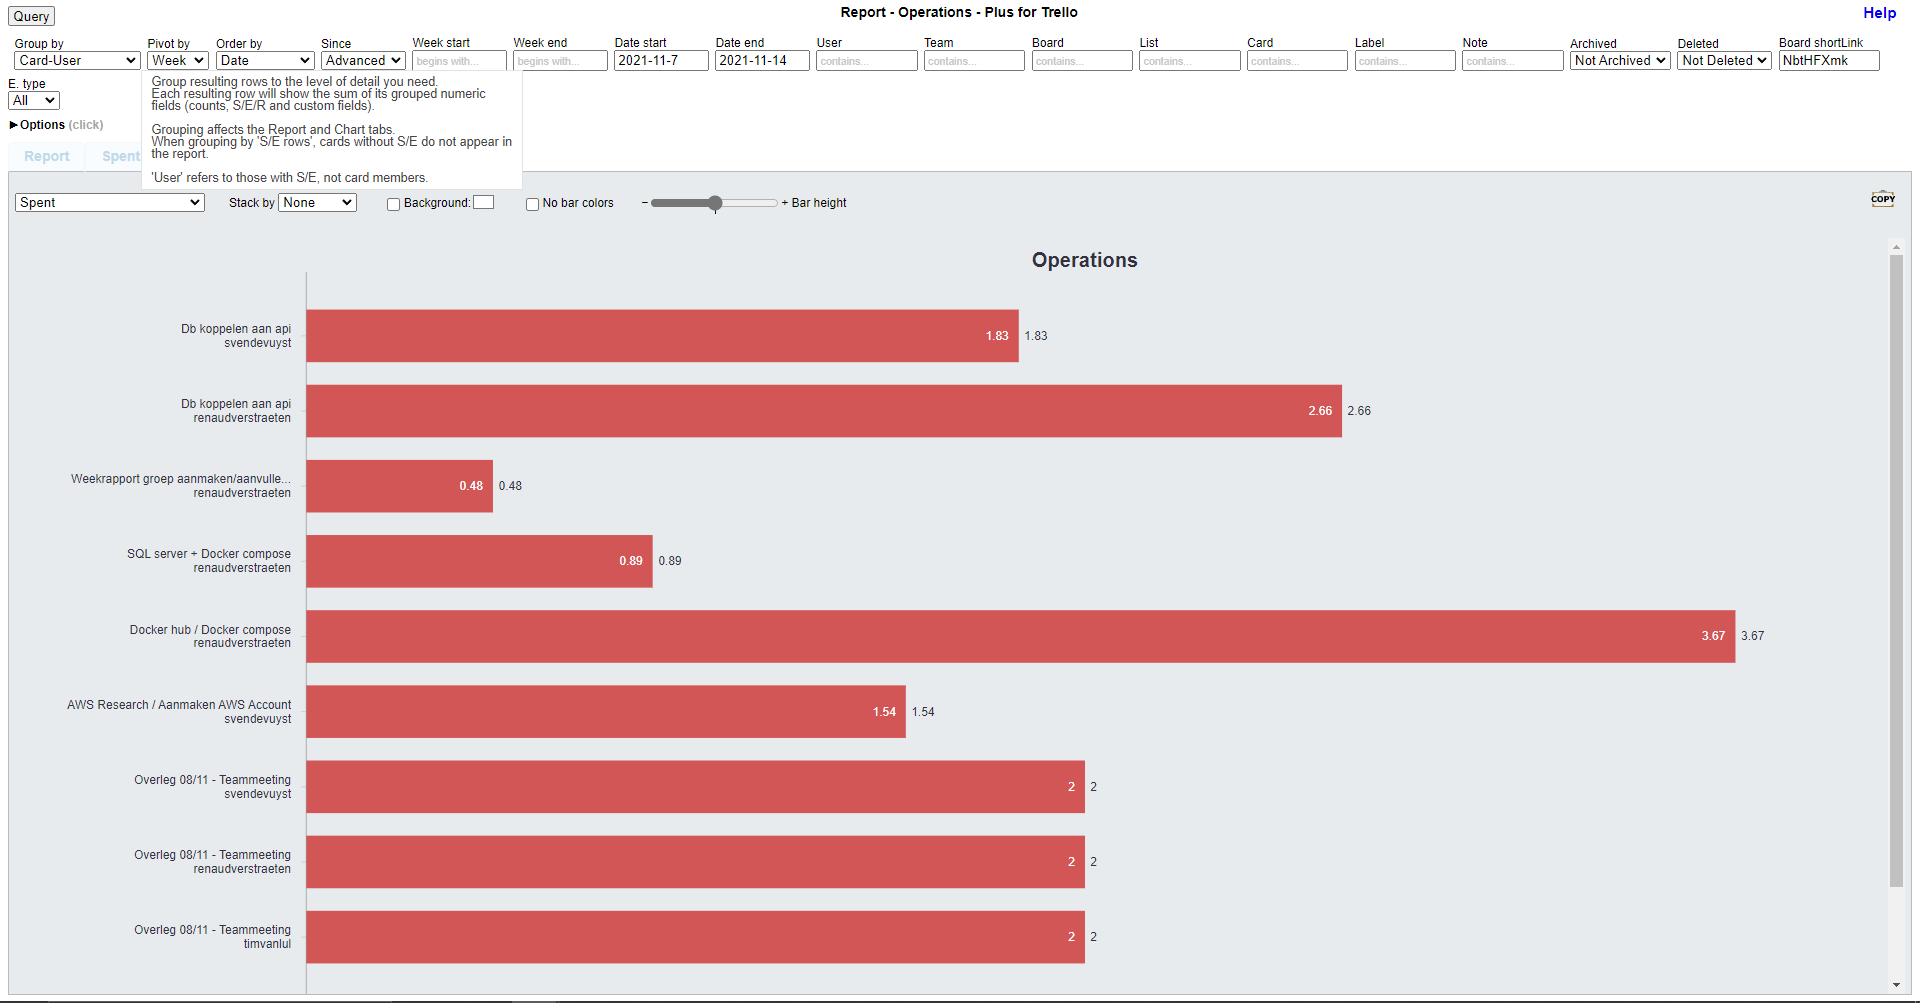 Query
Report - Operations - Plus for Trello
Help
Group by Pivot by Order by Since Week start Week end Date start Date end User Team Board List Card Label Note Archived Deleted Board shortLink
Card-User Week Date Advanced begins with... begins with... 2021-11-7 2021-11-14 contains... contains... contains... contains... contains... contains... contains... Not Archived Not Deleted NbtHFXmk
E. type
All
Options (click)
Group resulting rows to the level of detail you need.
Each resulting row will show the sum of its grouped numeric
fields (counts, S/E/R and custom fields).
Grouping affects the Report and Chart tabs.
When grouping by 'S/E rows', cards without S/E do not appear in
the report.
'User' refers to those with S/E, not card members.
Report Spent
Spent Stack by None Background: No bar colors − + Bar height COPY
Operations
Db koppelen aan api
svendevuyst
1.83 1.83
Db koppelen aan api
renaudverstraeten
2.66 2.66
Weekrapport groep aanmaken/aanvulle...
renaudverstraeten
0.48 0.48
SQL server + Docker compose
renaudverstraeten
0.89 0.89
Docker hub / Docker compose
renaudverstraeten
3.67 3.67
AWS Research / Aanmaken AWS Account
svendevuyst
1.54 1.54
Overleg 08/11 - Teammeeting
svendevuyst
2 2
Overleg 08/11 - Teammeeting
renaudverstraeten
2 2
Overleg 08/11 - Teammeeting
timvanlul
2 2